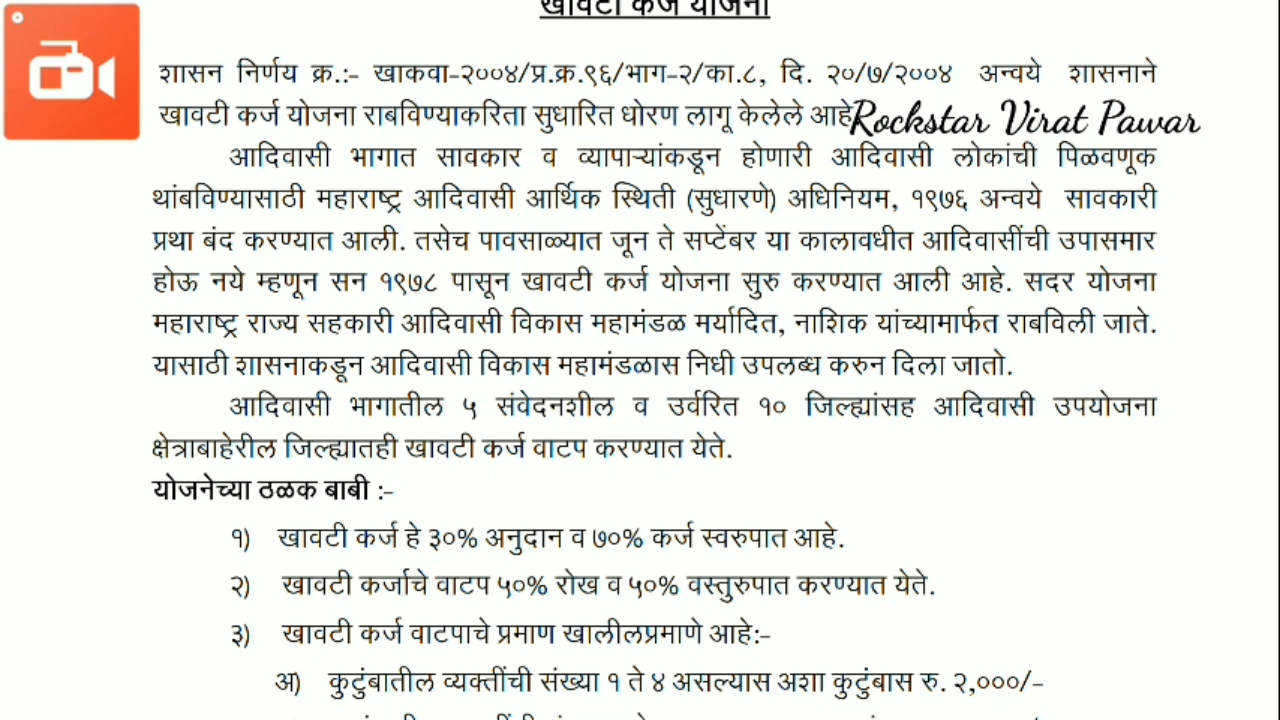 खावटी कर्ज योजना
शासन निर्णय क्र.:- खाकवा-२००४/प्र.क्र.९६/भाग-२/का.८, दि. २०/७/२००४ अन्वये शासनाने
खावटी कर्ज योजना राबविण्याकरिता सुधारित धोरण लागू केलेले आहे
Rockstar Virat Pawar
आदिवासी भागात सावकार व व्यापाऱ्यांकडून होणारी आदिवासी लोकांची पिळवणूक
थांबविण्यासाठी महाराष्ट्र आदिवासी आर्थिक स्थिती (सुधारणे) अधिनियम, १९७६ अन्वये सावकारी
प्रथा बंद करण्यात आली. तसेच पावसाळ्यात जून ते सप्टेंबर या कालावधीत आदिवासींची उपासमार
होऊ नये म्हणून सन १९७८ पासून खावटी कर्ज योजना सुरु करण्यात आली आहे. सदर योजना
महाराष्ट्र राज्य सहकारी आदिवासी विकास महामंडळ मर्यादित, नाशिक यांच्यामार्फत राबविली जाते.
यासाठी शासनाकडून आदिवासी विकास महामंडळास निधी उपलब्ध करुन दिला जातो.
आदिवासी भागातील ५ संवेदनशील व उर्वरित १० जिल्ह्यांसह आदिवासी उपयोजना
क्षेत्राबाहेरील जिल्ह्यातही खावटी कर्ज वाटप करण्यात येते.
योजनेच्या ठळक बाबी :-
१) खावटी कर्ज हे ३०% अनुदान व ७०% कर्ज स्वरुपात आहे.
२) खावटी कर्जाचे वाटप ५०% रोख व ५०% वस्तुरुपात करण्यात येते.
३) खावटी कर्ज वाटपाचे प्रमाण खालीलप्रमाणे आहे:-
अ) कुटुंबातील व्यक्तींची संख्या १ ते ४ असल्यास अशा कुटुंबास रु. २,०००/-